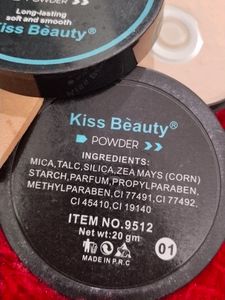 Long-lasting
soft and smooth
Kiss Beauty®
POWDER
Kiss Beauty®
POWDER
INGREDIENTS:
MICA,TALC,SILICA,ZEA MAYS (CORN)
STARCH,PARFUM,PROPYLPARABEN,
METHYLPARABEN,CI 77491,CI 77492.
CI 45410,CI 19140
ITEM NO.9512
Net wt:20 gm
01
MADE IN P.R.C